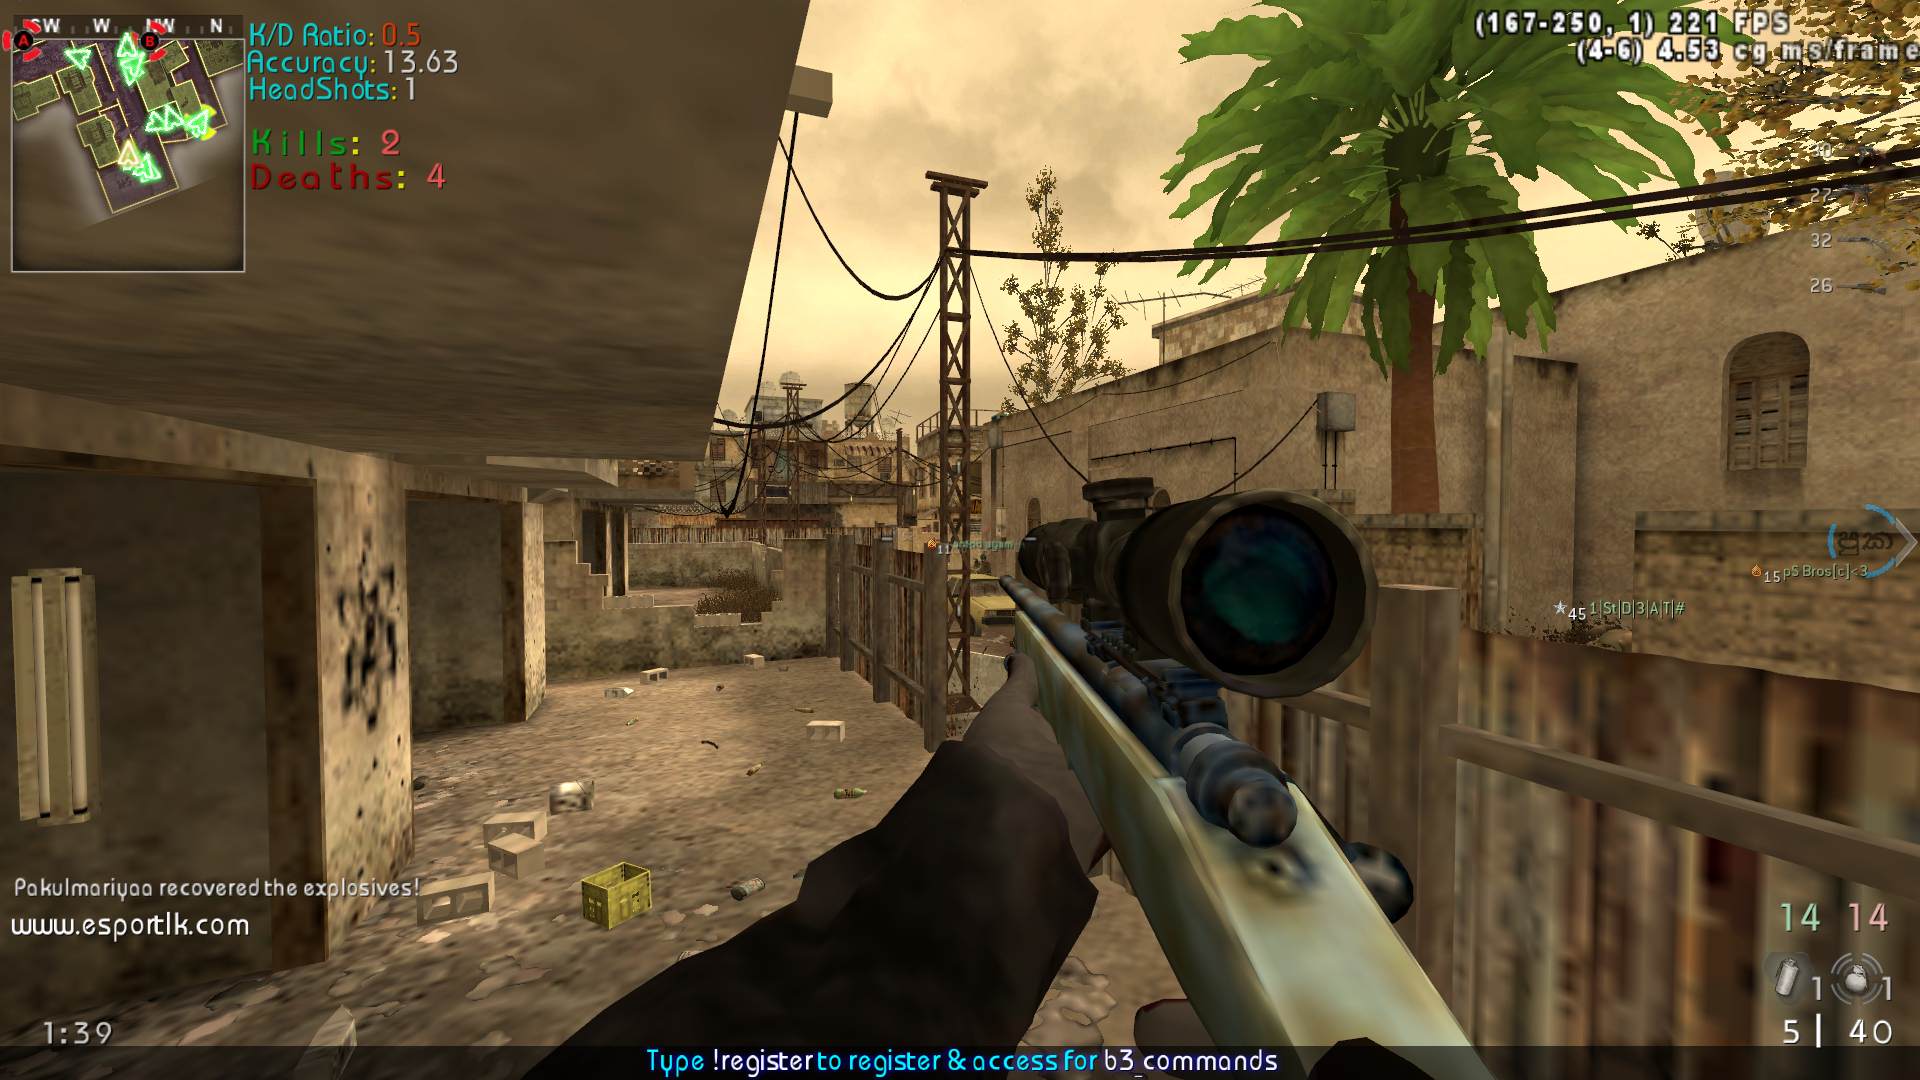 SW W NW N
A B
K/D Ratio: 0.5
Accuracy: 13.63
HeadShots: 1
Kills: 2
Deaths: 4
(167-250, 1) 221 FPS
(4-6) 4.53 cg ms/frame
30
27
32
26
11
15 pS Bros[c]<3
45 1|St|D|3|A|T|#
Pakulmariyaa recovered the explosives!
www.esportlk.com
14 14
1 1
5 | 40
1:39
Type !register to register & access for b3_commands